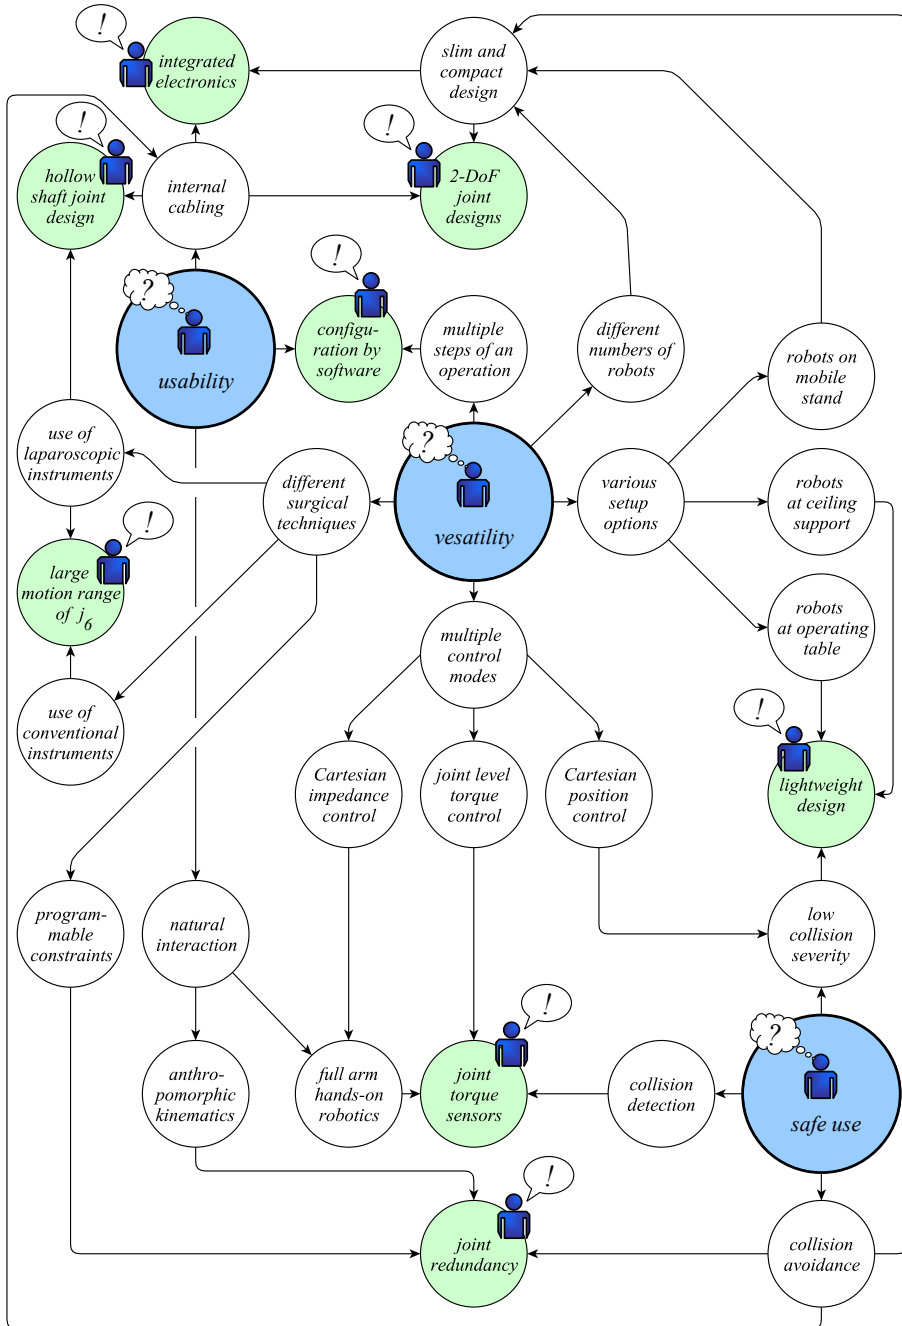 !
integrated
electronics
slim and
compact
design
!
hollow
shaft joint
design
internal
cabling
!
2-DoF
joint
designs
?
usability
!
configu-
ration by
software
multiple
steps of an
operation
different
numbers of
robots
robots on
mobile
stand
use of
laparoscopic
instruments
different
surgical
techniques
?
vesatility
various
setup
options
robots
at ceiling
support
!
large
motion range
of j6
robots
at operating
table
multiple
control
modes
use of
conventional
instruments
Cartesian
impedance
control
joint level
torque
control
Cartesian
position
control
!
lightweight
design
program-
mable
constraints
natural
interaction
low
collision
severity
anthro-
pomorphic
kinematics
full arm
hands-on
robotics
!
joint
torque
sensors
collision
detection
?
safe use
!
joint
redundancy
collision
avoidance